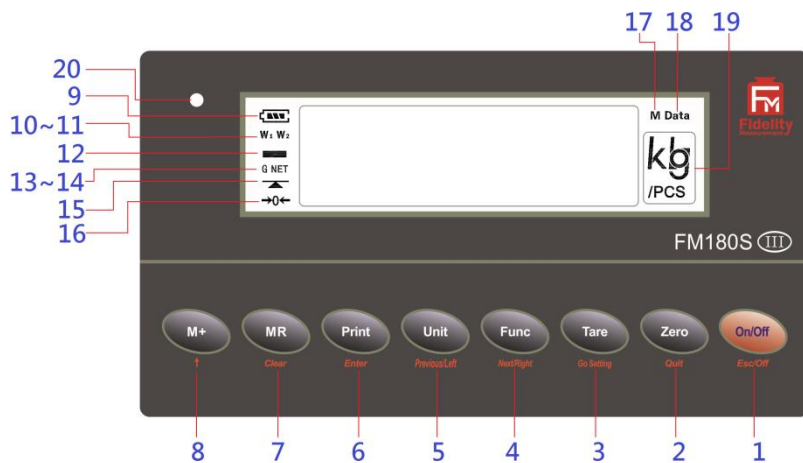 17 18 19
20
9
10~11
12
13~14
15
16
W₁ W₂
G NET
→0←
M Data
kg
/PCS
FM
Fidelity
Measurement
FM180S III
M+ MR Print Unit Func Tare Zero On/Off
↑ Clear Enter Previous/Left Next/Right Go Setting Quit Esc/Off
8 7 6 5 4 3 2 1